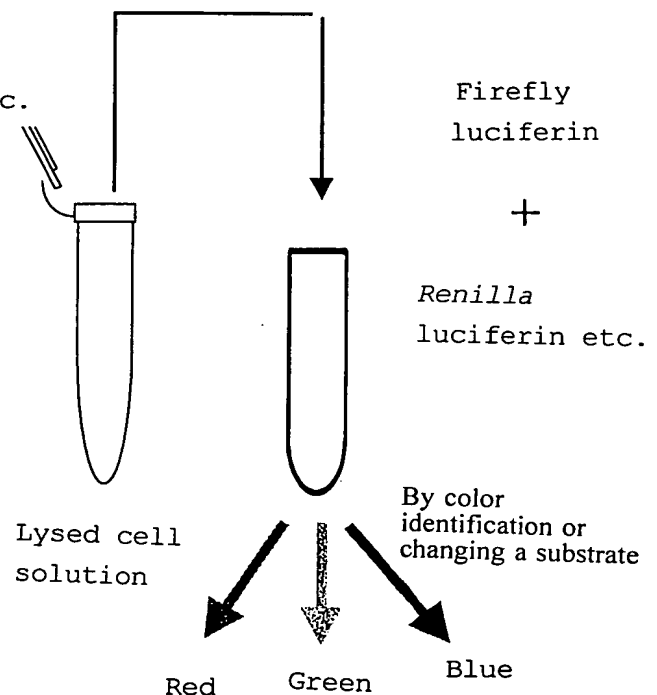 c.
Firefly
luciferin
+
Renilla
luciferin etc.
By color
identification or
changing a substrate
Lysed cell
solution
Red
Green
Blue